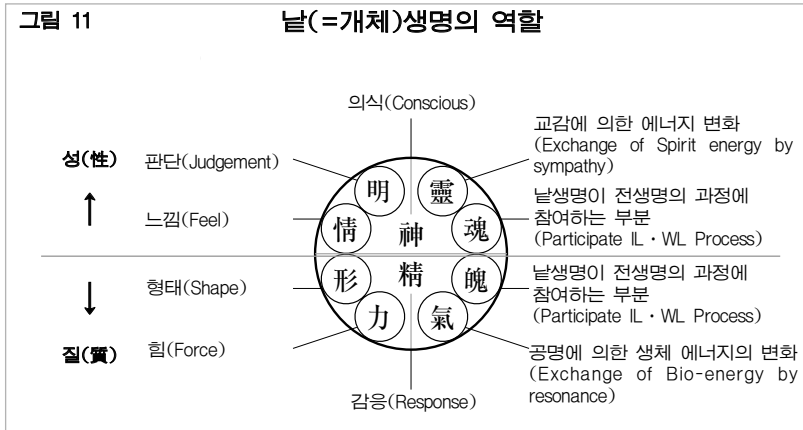 그림 11
낱(=개체)생명의 역할
의식(Conscious)
교감에 의한 에너지 변화
(Exchange of Spirit energy by
sympathy)
성(性)
판단(Judgement)
明
靈
낱생명이 전생명의 과정에
참여하는 부분
(Participate IL·WL Process)
느낌(Feel)
情
神
魂
형태(Shape)
形
精
魄
낱생명이 전생명의 과정에
참여하는 부분
(Participate IL·WL Process)
질(質)
힘(Force)
力
氣
공명에 의한 생체 에너지의 변화
(Exchange of Bio-energy by
resonance)
감응(Response)